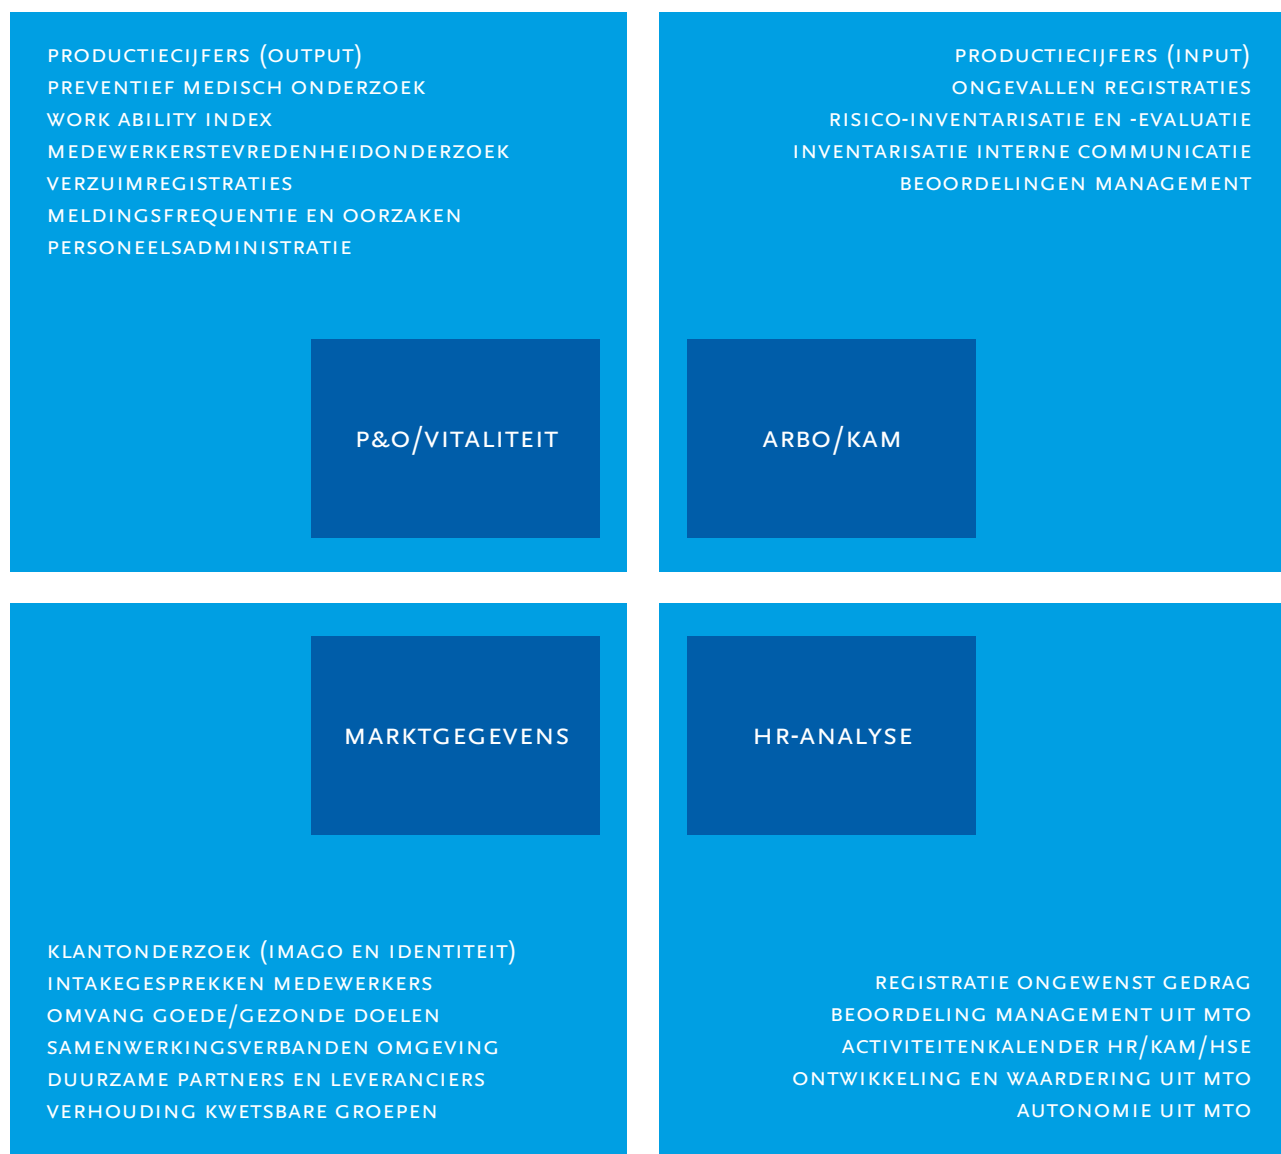 PRODUCTIECIJFERS (OUTPUT)
PREVENTIEF MEDISCH ONDERZOEK
WORK ABILITY INDEX
MEDEWERKERSTEVREDENHEIDONDERZOEK
VERZUIMREGISTRATIES
MELDINGSFREQUENTIE EN OORZAKEN
PERSONEELSADMINISTRATIE
P&O/VITALITEIT
PRODUCTIECIJFERS (INPUT)
ONGEVALLEN REGISTRATIES
RISICO-INVENTARISATIE EN -EVALUATIE
INVENTARISATIE INTERNE COMMUNICATIE
BEOORDELINGEN MANAGEMENT
ARBO/KAM
MARKTGEGEVENS
KLANTONDERZOEK (IMAGO EN IDENTITEIT)
INTAKEGESPREKKEN MEDEWERKERS
OMVANG GOEDE/GEZONDE DOELEN
SAMENWERKINGSVERBANDEN OMGEVING
DUURZAME PARTNERS EN LEVERANCIERS
VERHOUDING KWETSBARE GROEPEN
HR-ANALYSE
REGISTRATIE ONGEWENST GEDRAG
BEOORDELING MANAGEMENT UIT MTO
ACTIVITEITENKALENDER HR/KAM/HSE
ONTWIKKELING EN WAARDERING UIT MTO
AUTONOMIE UIT MTO